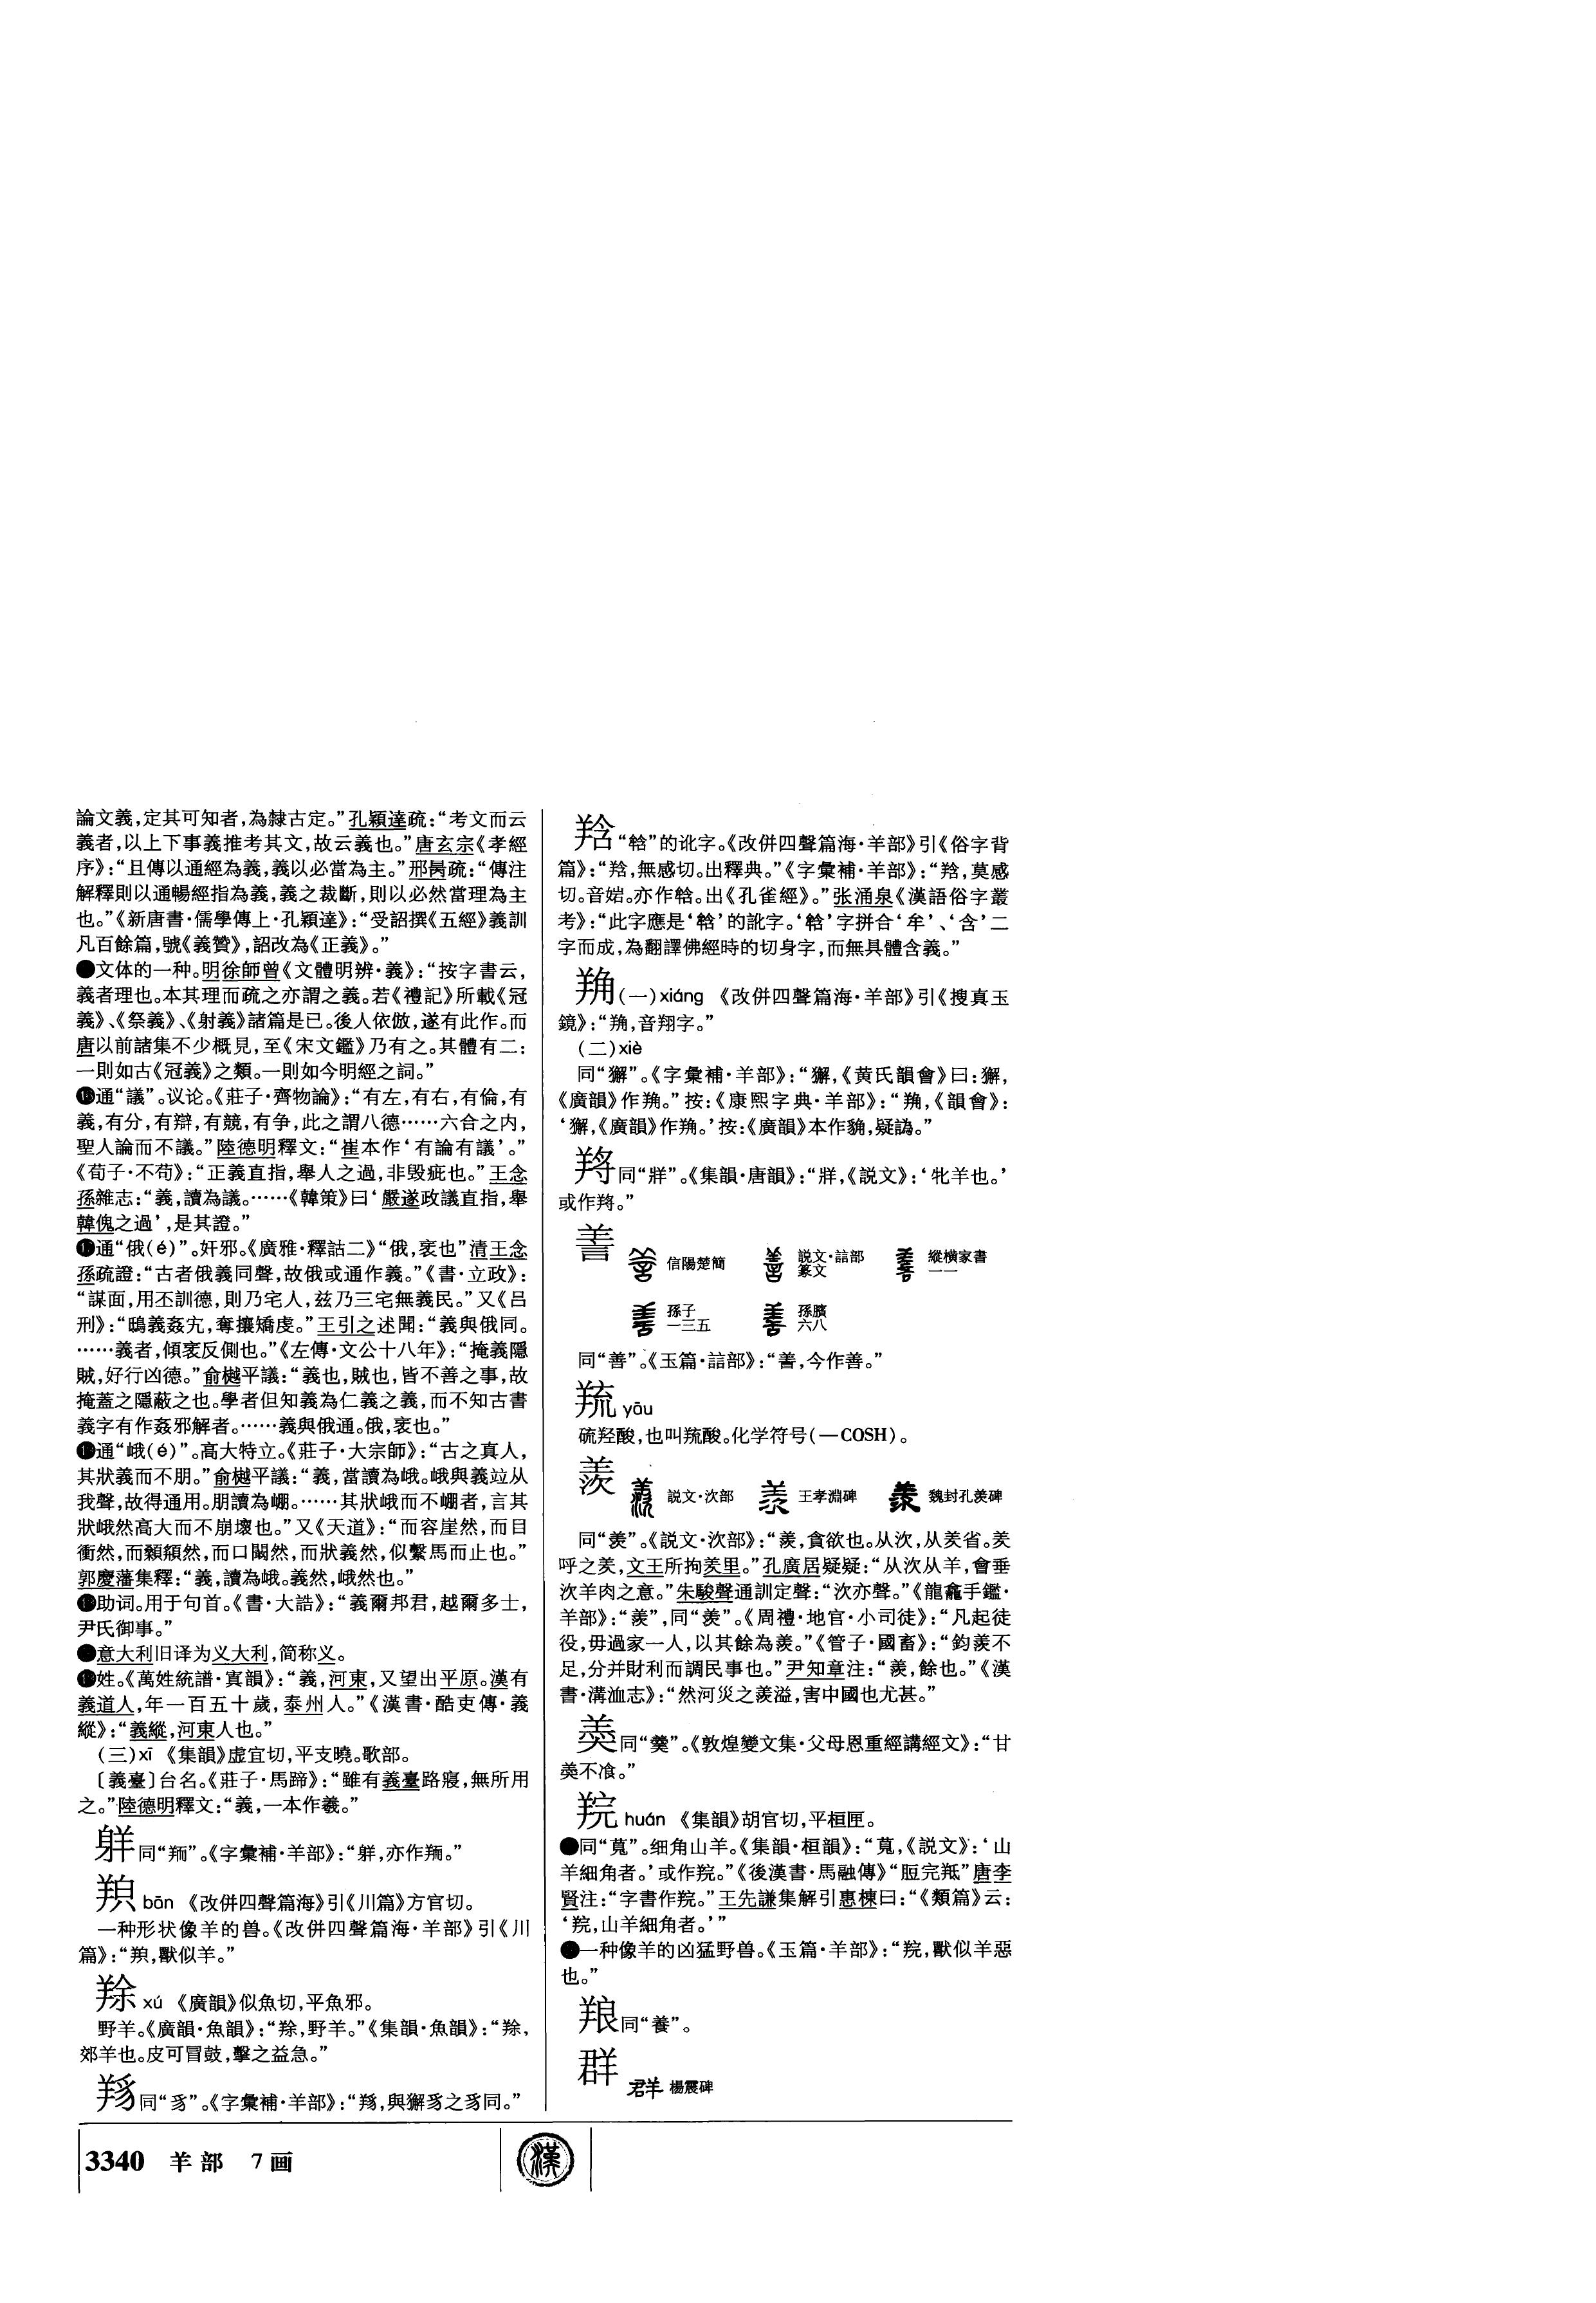 論文義,定其可知者,為隸古定。”孔穎達疏:“考文而云
義者,以上下事義推考其文,故云義也。”唐玄宗《孝經
序》:“且傳以通經為義,義以必當為主。”邢昺疏:“傳注
解釋則以通暢經指為義,義之裁斷,則以必然當理為主
也。”《新唐書·儒學傳上·孔穎達》:“受詔撰《五經》義訓
凡百餘篇,號《義贊》,詔改為《正義》。”
文体的一种。明徐師曾《文體明辨·義》:“按字書云,
義者理也。本其理而疏之亦謂之義。若《禮記》所載《冠
義》、《祭義》、《射義》諸篇是已。後人依倣,遂有此作。而
唐以前諸集不少概見,至《宋文鑑》乃有之。其體有二:
一則如古《冠義》之類。一則如今明經之詞。”
通“議”。议论。《莊子·齊物論》:“有左,有右,有倫,有
義,有分,有辯,有競,有争,此之謂八德……六合之内,
聖人論而不議。”陸德明釋文:“崔本作‘有論有議’。”
《荀子·不苟》:“正義直指,舉人之過,非毁疵也。”王念
孫雜志:“義,讀為議。……《韓策》曰‘嚴遂政議直指,舉
韓傀之過’,是其證。”
通“俄(é)”。奸邪。《廣雅·釋詁二》“俄,衺也”清王念
孫疏證:“古者俄義同聲,故俄或通作義。”《書·立政》:
“謀面,用丕訓德,則乃宅人,兹乃三宅無義民。”又《吕
刑》:“鴟義姦宄,奪攘矯虔。”王引之述聞:“義與俄同。
……義者,傾衺反側也。”《左傳·文公十八年》:“掩義隱
賊,好行凶德。”俞樾平議:“義也,賊也,皆不善之事,故
掩蓋之隱蔽之也。學者但知義為仁義之義,而不知古書
義字有作姦邪解者。……義與俄通。俄,衺也。”
通“峨(é)”。高大特立。《莊子·大宗師》:“古之真人,
其狀義而不朋。”俞樾平議:“義,當讀為峨。峨與義竝从
我聲,故得通用。朋讀為崩。……其狀峨而不崩者,言其
狀峨然高大而不崩壞也。”又《天道》:“而容崖然,而目
衝然,而顙頯然,而口闞然,而狀義然,似繫馬而止也。”
郭慶藩集釋:“義,讀為峨。義然,峨然也。”
助词。用于句首。《書·大誥》:“義爾邦君,越爾多士,
尹氏御事。”
意大利旧译为义大利,简称义。
姓。《萬姓統譜·寘韻》:“義,河東,又望出平原。漢有
義道人,年一百五十歲,泰州人。”《漢書·酷吏傳·義
縱》:“義縱,河東人也。”
(三)xī 《集韻》虚宜切,平支曉。歌部。
〔義臺〕台名。《莊子·馬蹄》:“雖有義臺路寢,無所用
之。”陸德明釋文:“義,一本作羲。”
同“”。《字彙補·羊部》:“,亦作。”
bān 《改併四聲篇海》引《川篇》方官切。
一种形状像羊的兽。《改併四聲篇海·羊部》引《川
篇》:“,獸似羊。”
䍱 xú 《廣韻》似魚切,平魚邪。
野羊。《廣韻·魚韻》:“䍱,野羊。”《集韻·魚韻》:“䍱,
郊羊也。皮可冒鼓,擊之益急。”
同“豸”。《字彙補·羊部》:“,與獬豸之豸同。”
“”的讹字。《改併四聲篇海·羊部》引《俗字背
篇》:“,無感切。出釋典。”《字彙補·羊部》:“,莫感
切。音。亦作。出《孔雀經》。”张涌泉《漢語俗字叢
考》:“此字應是‘’的訛字。‘’字拼合‘牟’、‘含’二
字而成,為翻譯佛經時的切身字,而無具體含義。”
(一)xiáng 《改併四聲篇海·羊部》引《搜真玉
鏡》:“,音翔字。”
(二)xiè
同“獬”。《字彙補·羊部》:“獬,《黄氏韻會》曰:獬,
《廣韻》作。”按:《康熙字典·羊部》:“,《韻會》:
‘獬,《廣韻》作。’按:《廣韻》本作,疑譌。”
同“牂”。《集韻·唐韻》:“牂,《説文》:‘牝羊也。’
或作。”
譱 信陽楚簡 説文·誩部 縱橫家書
篆文 一一
孫子 孫臏
一三五 六八
同“善”。《玉篇·誩部》:“譱,今作善。”
羰 yǎu
硫羟酸,也叫酸。化学符号(—COSH)。
羨 説文·㳄部 王孝淵碑 魏封孔羨碑
同“羡”。《説文·㳄部》:“羨,貪欲也。从㳄,从羑省。羑
呼之羑,文王所拘羑里。”孔廣居疑疑:“从㳄从羊,會垂
㳄羊肉之意。”朱駿聲通訓定聲:“㳄亦聲。”《龍龕手鑑·
羊部》:“羨”,同“羡”。《周禮·地官·小司徒》:“凡起徒
役,毋過家一人,以其餘為羨。”《管子·國畜》:“鈞羨不
足,分并財利而調民事也。”尹知章注:“羨,餘也。”《漢
書·溝洫志》:“然河災之羨溢,害中國也尤甚。”
同“羹”。《敦煌變文集·父母恩重經講經文》:“甘
不飡。”
羦 huán 《集韻》胡官切,平桓匣。
同“萈”。细角山羊。《集韻·桓韻》:“萈,《説文》:‘山
羊細角者。’或作羦。”《後漢書·馬融傳》“脰完羝”唐李
賢注:“字書作羦。”王先謙集解引惠棟曰:“《類篇》云:
‘羦,山羊細角者。’”
一种像羊的凶猛野兽。《玉篇·羊部》:“羦,獸似羊惡
也。”
同“養”。
群 楊震碑
3340 羊部 7画
漢